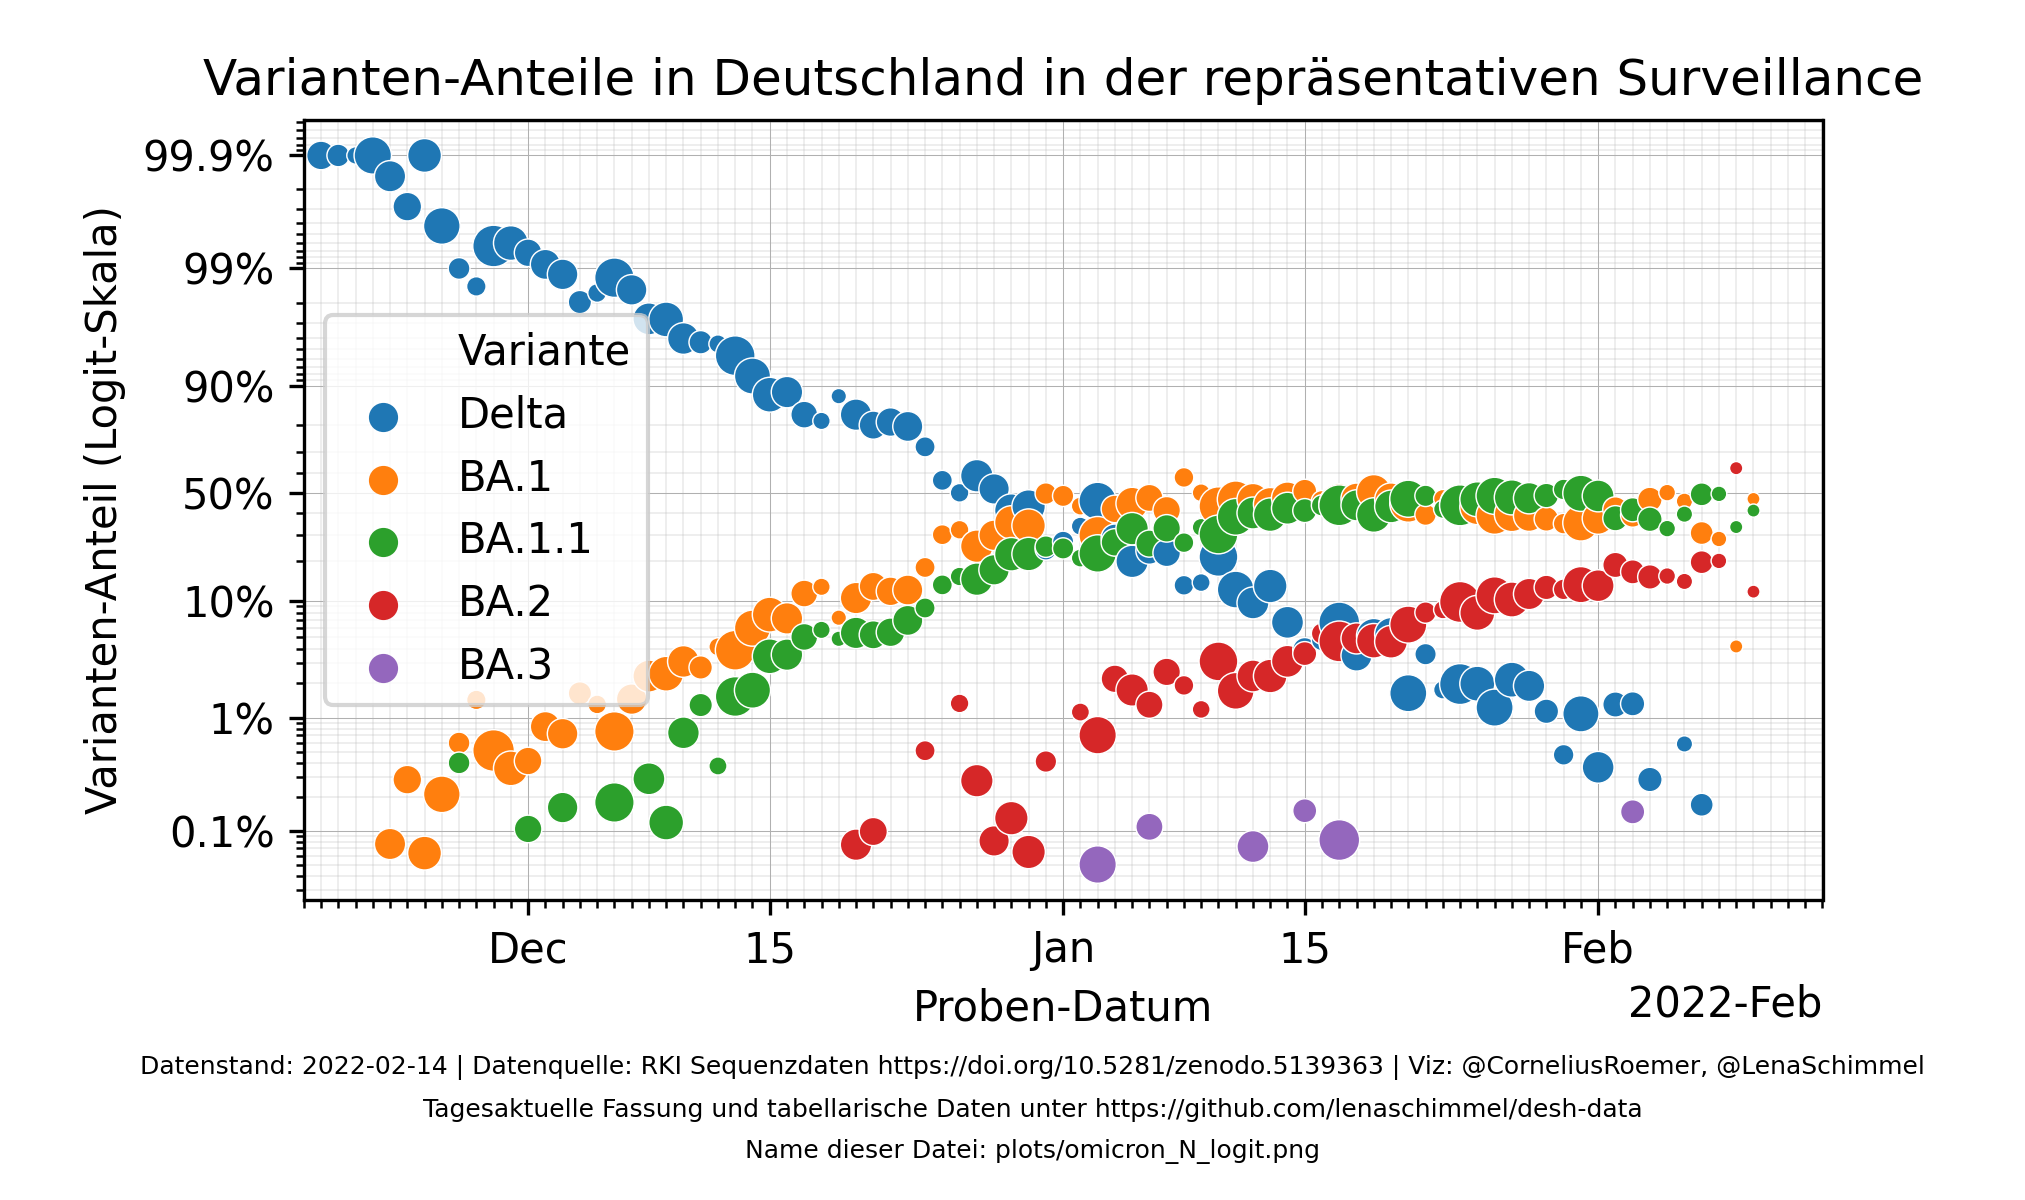 Varianten-Anteile in Deutschland in der repräsentativen Surveillance
Varianten-Anteil (Logit-Skala)
99.9%
99%
90%
50%
10%
1%
0.1%
Variante
Delta
BA.1
BA.1.1
BA.2
BA.3
Dec
15
Jan
15
Feb
Proben-Datum
2022-Feb
Datenstand: 2022-02-14 | Datenquelle: RKI Sequenzdaten https://doi.org/10.5281/zenodo.5139363 | Viz: @CorneliusRoemer, @LenaSchimmel
Tagesaktuelle Fassung und tabellarische Daten unter https://github.com/lenaschimmel/desh-data
Name dieser Datei: plots/omicron_N_logit.png